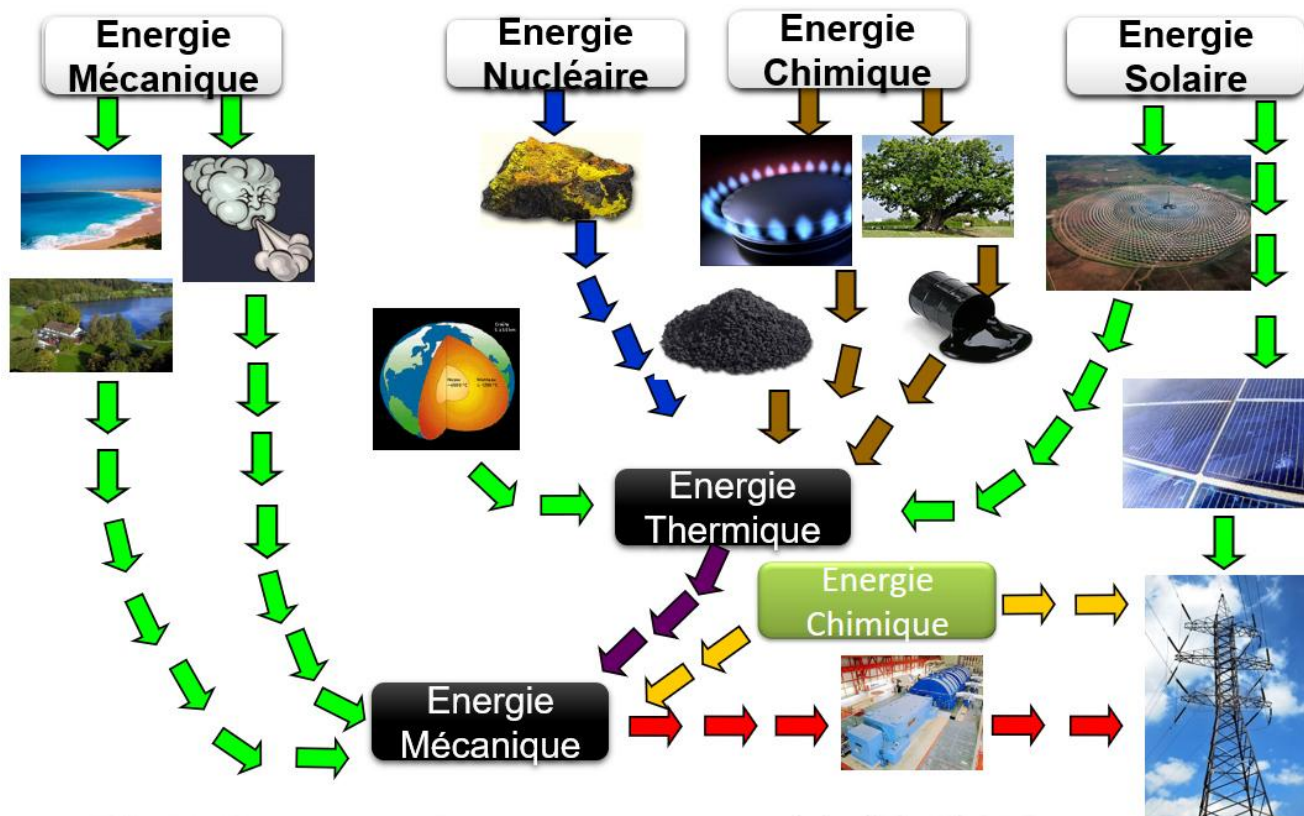 Energie
Mécanique
Energie
Nucléaire
Energie
Chimique
Energie
Solaire
Energie
Thermique
Energie
Chimique
Energie
Mécanique